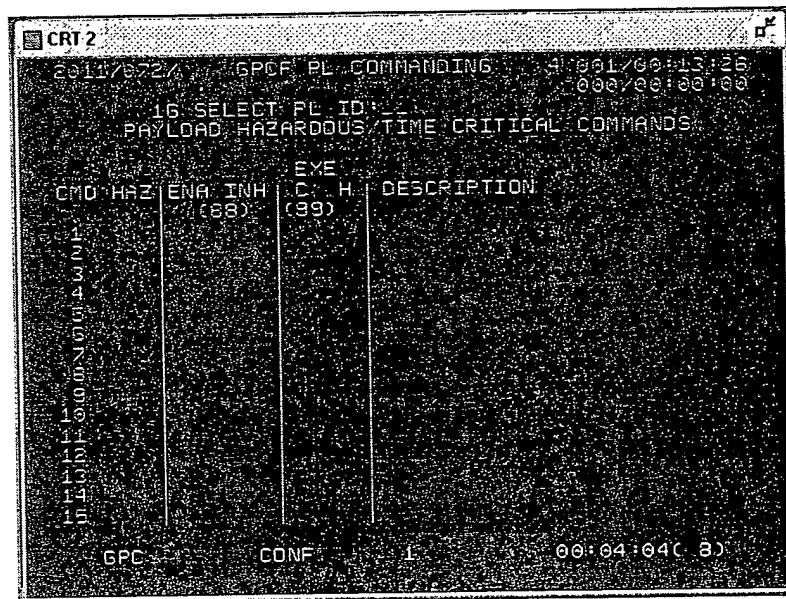 CRT 2
2011/072/ GPCF PL COMMANDING 4 001/00:13:26
000/00:00:00
16 SELECT PL ID:__
PAYLOAD HAZARDOUS/TIME CRITICAL COMMANDS
EXE
CMD HAZ ENA INH C H DESCRIPTION
(88) (99)
1
2
3
4
5
6
7
8
9
10
11
12
13
14
15
GPC CONF 1 00:04:04( 8)